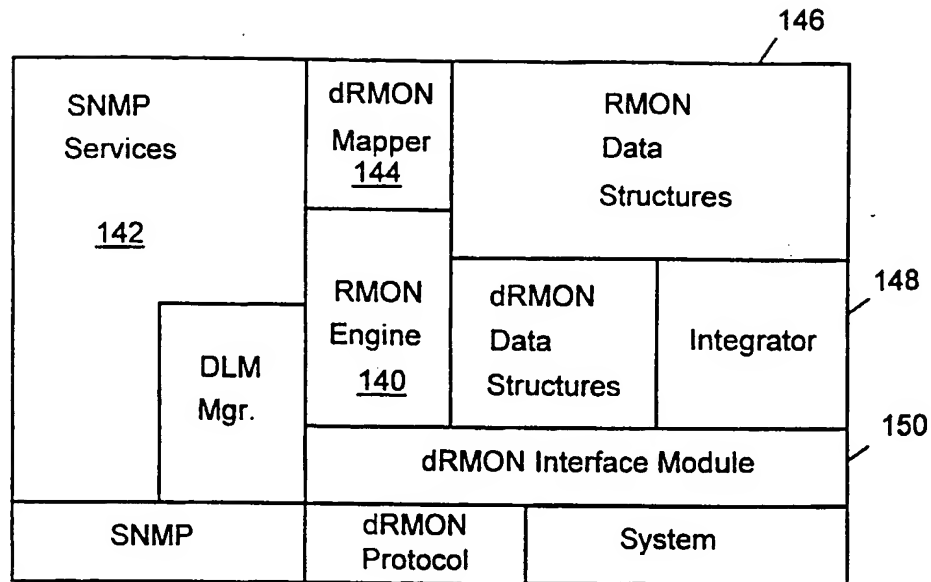 146
SNMP
Services
142
dRMON
Mapper
144
RMON
Data
Structures
RMON
Engine
140
dRMON
Data
Structures
Integrator
148
DLM
Mgr.
dRMON Interface Module
150
SNMP
dRMON
Protocol
System